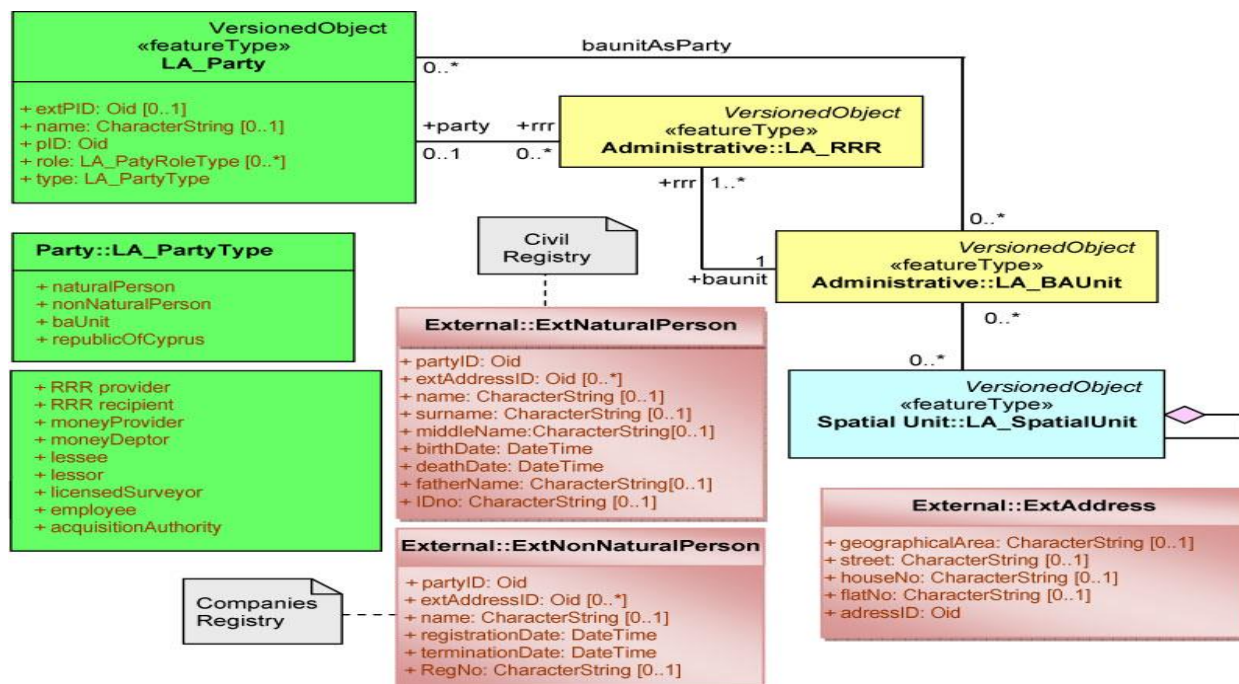 VersionedObject
«featureType»
LA_Party
+ extPID: Oid [0..1]
+ name: CharacterString [0..1]
+ pID: Oid
+ role: LA_PatyRoleType [0..*]
+ type: LA_PartyType
baunitAsParty
0..*
+party
+rrr
0..1
0..*
VersionedObject
«featureType»
Administrative::LA_RRR
+rrr
1..*
0..*
1
+baunit
VersionedObject
«featureType»
Administrative::LA_BAUnit
0..*
0..*
VersionedObject
«featureType»
Spatial Unit::LA_SpatialUnit
Civil
Registry
Party::LA_PartyType
+ naturalPerson
+ nonNaturalPerson
+ baUnit
+ republicOfCyprus
+ RRR provider
+ RRR recipient
+ moneyProvider
+ moneyDeptor
+ lessee
+ lessor
+ licensedSurveyor
+ employee
+ acquisitionAuthority
External::ExtNaturalPerson
+ partyID: Oid
+ extAddressID: Oid [0..*]
+ name: CharacterString [0..1]
+ surname: CharacterString [0..1]
+ middleName:CharacterString[0..1]
+ birthDate: DateTime
+ deathDate: DateTime
+ fatherName: CharacterString[0..1]
+ IDno: CharacterString [0..1]
External::ExtNonNaturalPerson
+ partyID: Oid
+ extAddressID: Oid [0..*]
+ name: CharacterString [0..1]
+ registrationDate: DateTime
+ terminationDate: DateTime
+ RegNo: CharacterString [0..1]
Companies
Registry
External::ExtAddress
+ geographicalArea: CharacterString [0..1]
+ street: CharacterString [0..1]
+ houseNo: CharacterString [0..1]
+ flatNo: CharacterString [0..1]
+ adressID: Oid